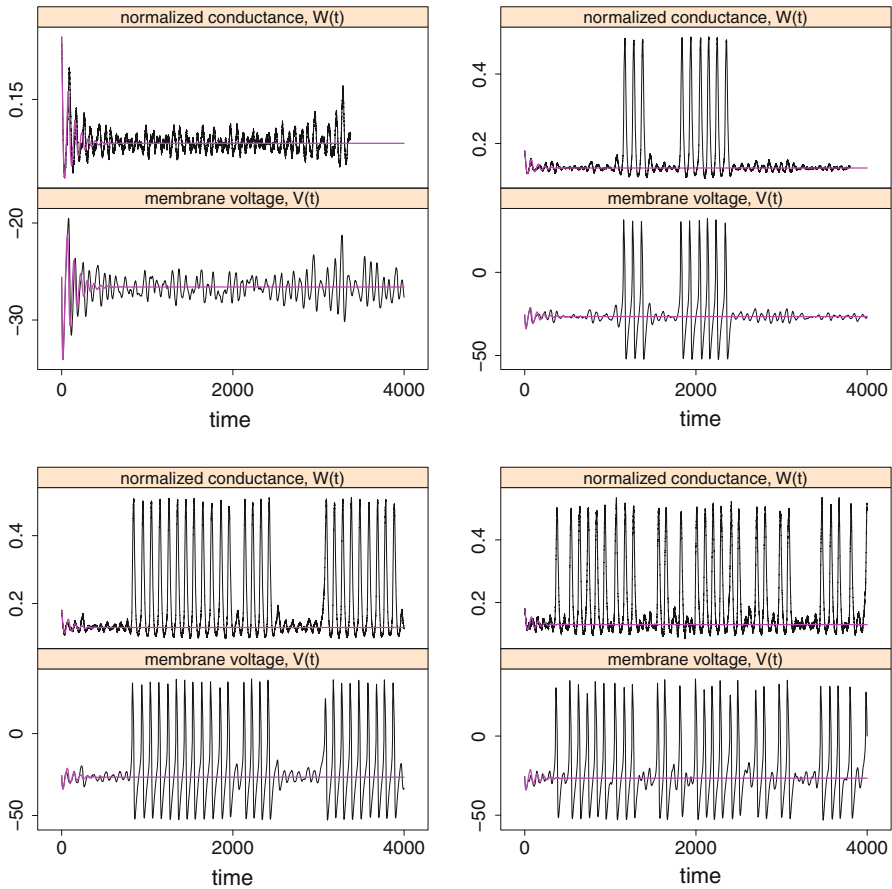 normalized conductance, W(t)
0.15
membrane voltage, V(t)
−20
−30
0 2000 4000
time
normalized conductance, W(t)
0.4
0.2
membrane voltage, V(t)
0
−50
0 2000 4000
time
normalized conductance, W(t)
0.4
0.2
membrane voltage, V(t)
0
−50
0 2000 4000
time
normalized conductance, W(t)
0.4
0.2
membrane voltage, V(t)
0
−50
0 2000 4000
time